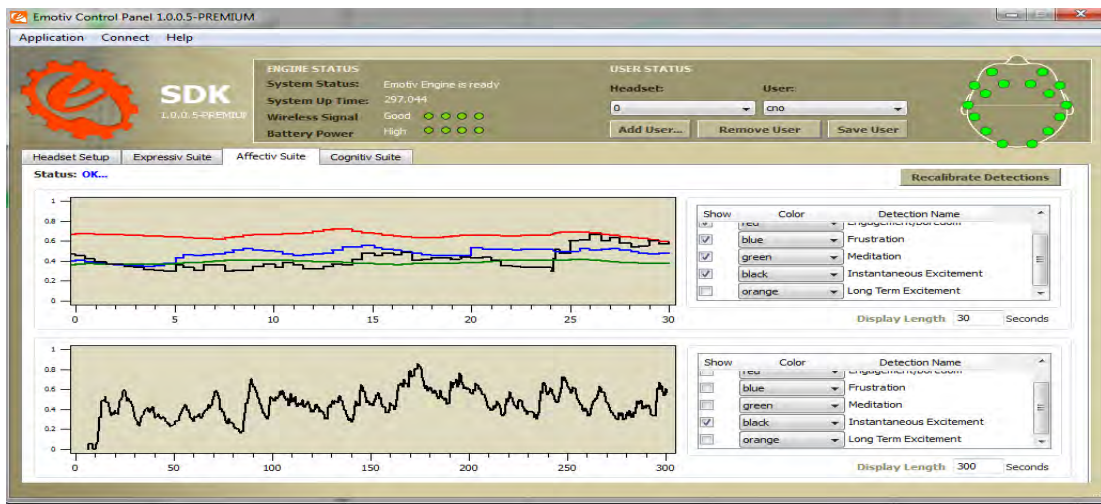 Emotiv Control Panel 1.0.0.5-PREMIUM
Application Connect Help
SDK
1.0.0.5-PREMIUM
ENGINE STATUS
System Status: Emotiv Engine is ready
System Up Time: 297.044
Wireless Signal Good
Battery Power High
USER STATUS
Headset: User:
0 cno
Add User... Remove User Save User
Headset Setup Expressiv Suite Affectiv Suite Cognitiv Suite
Status: OK...
Recalibrate Detections
1
0.8
0.6
0.4
0.2
0
0 5 10 15 20 25 30
Show Color Detection Name
red Engagement/Boredom
blue Frustration
green Meditation
black Instantaneous Excitement
orange Long Term Excitement
Display Length 30 Seconds
1
0.8
0.6
0.4
0.2
0
0 50 100 150 200 250 300
Show Color Detection Name
red Engagement/Boredom
blue Frustration
green Meditation
black Instantaneous Excitement
orange Long Term Excitement
Display Length 300 Seconds